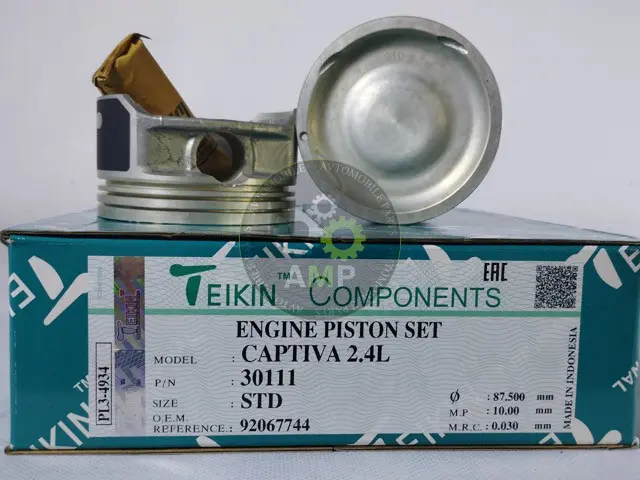 AMP
TEIKIN™ COMPONENTS
EAC
ENGINE PISTON SET
MODEL : CAPTIVA 2.4L
P/N : 30111
SIZE : STD
O.E.M. REFERENCE.: 92067744
Ø : 87.500 mm
M.P : 10.00 mm
M.R.C : 0.030 mm
MADE IN INDONESIA
PL3-4934
TEIKIN